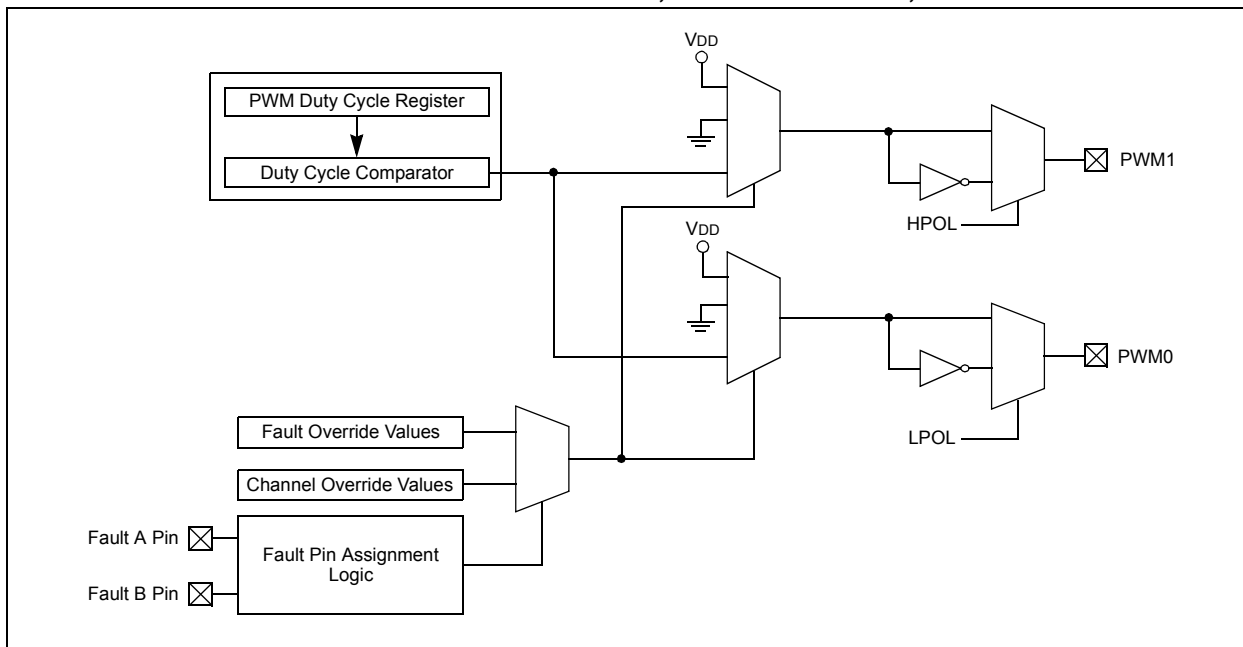 VDD
PWM Duty Cycle Register
Duty Cycle Comparator
PWM1
HPOL
VDD
PWM0
LPOL
Fault Override Values
Channel Override Values
Fault A Pin
Fault Pin Assignment
Logic
Fault B Pin